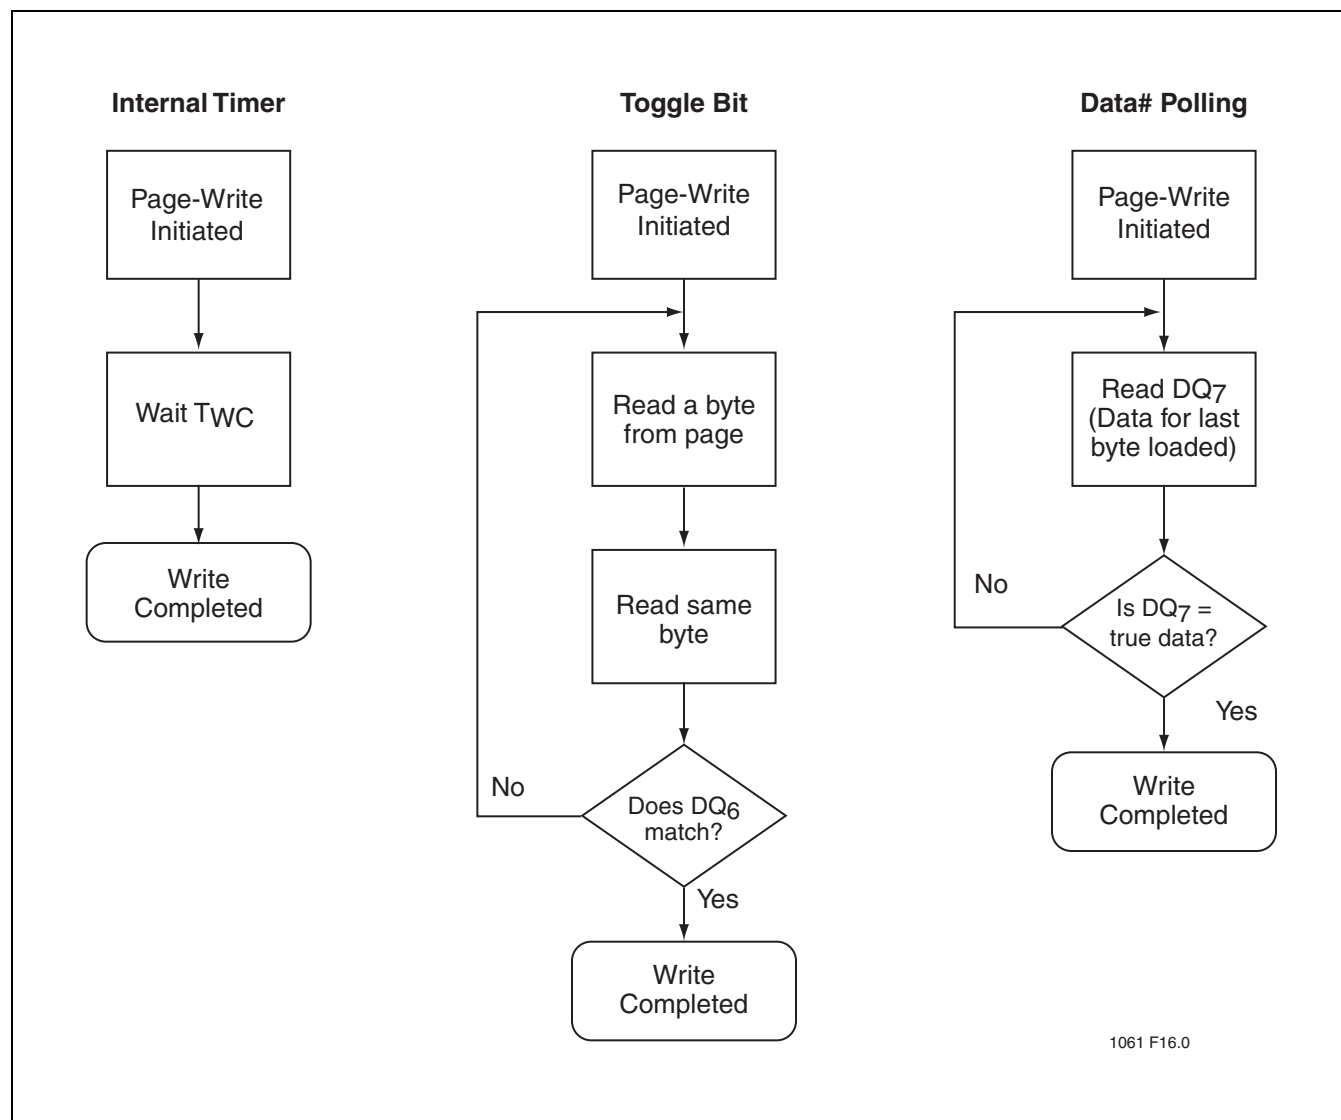 Internal Timer
Page-Write
Initiated
Wait TWC
Write
Completed
Toggle Bit
Page-Write
Initiated
Read a byte
from page
Read same
byte
No
Does DQ6
match?
Yes
Write
Completed
Data# Polling
Page-Write
Initiated
Read DQ7
(Data for last
byte loaded)
No
Is DQ7 =
true data?
Yes
Write
Completed
1061 F16.0